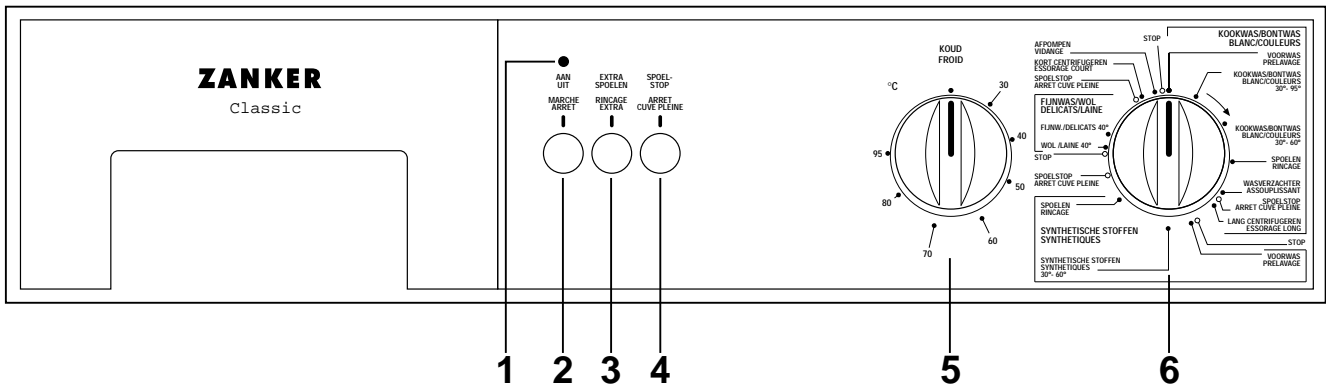 ZANKER
Classic
AAN
UIT
MARCHE
ARRET
EXTRA
SPOELEN
RINCAGE
EXTRA
SPOEL-
STOP
ARRET
CUVE PLEINE
KOUD
FROID
°C
30
40
50
60
70
80
95
STOP
KOOKWAS/BONTWAS
BLANC/COULEURS
VOORWAS
PRELAVAGE
KOOKWAS/BONTWAS
BLANC/COULEURS
30°- 95°
KOOKWAS/BONTWAS
BLANC/COULEURS
30°- 60°
SPOELEN
RINCAGE
WASVERZACHTER
ASSOUPLISSANT
SPOELSTOP
ARRET CUVE PLEINE
LANG CENTRIFUGEREN
ESSORAGE LONG
STOP
VOORWAS
PRELAVAGE
SYNTHETISCHE STOFFEN
SYNTHETIQUES
SYNTHETISCHE STOFFEN
SYNTHETIQUES
30°- 60°
SPOELEN
RINCAGE
SPOELSTOP
ARRET CUVE PLEINE
STOP
WOL /LAINE 40°
FIJNW./DELICATS 40°
FIJNWAS/WOL
DELICATS/LAINE
SPOELSTOP
ARRET CUVE PLEINE
KORT CENTRIFUGEREN
ESSORAGE COURT
AFPOMPEN
VIDANGE
1 2 3 4 5 6